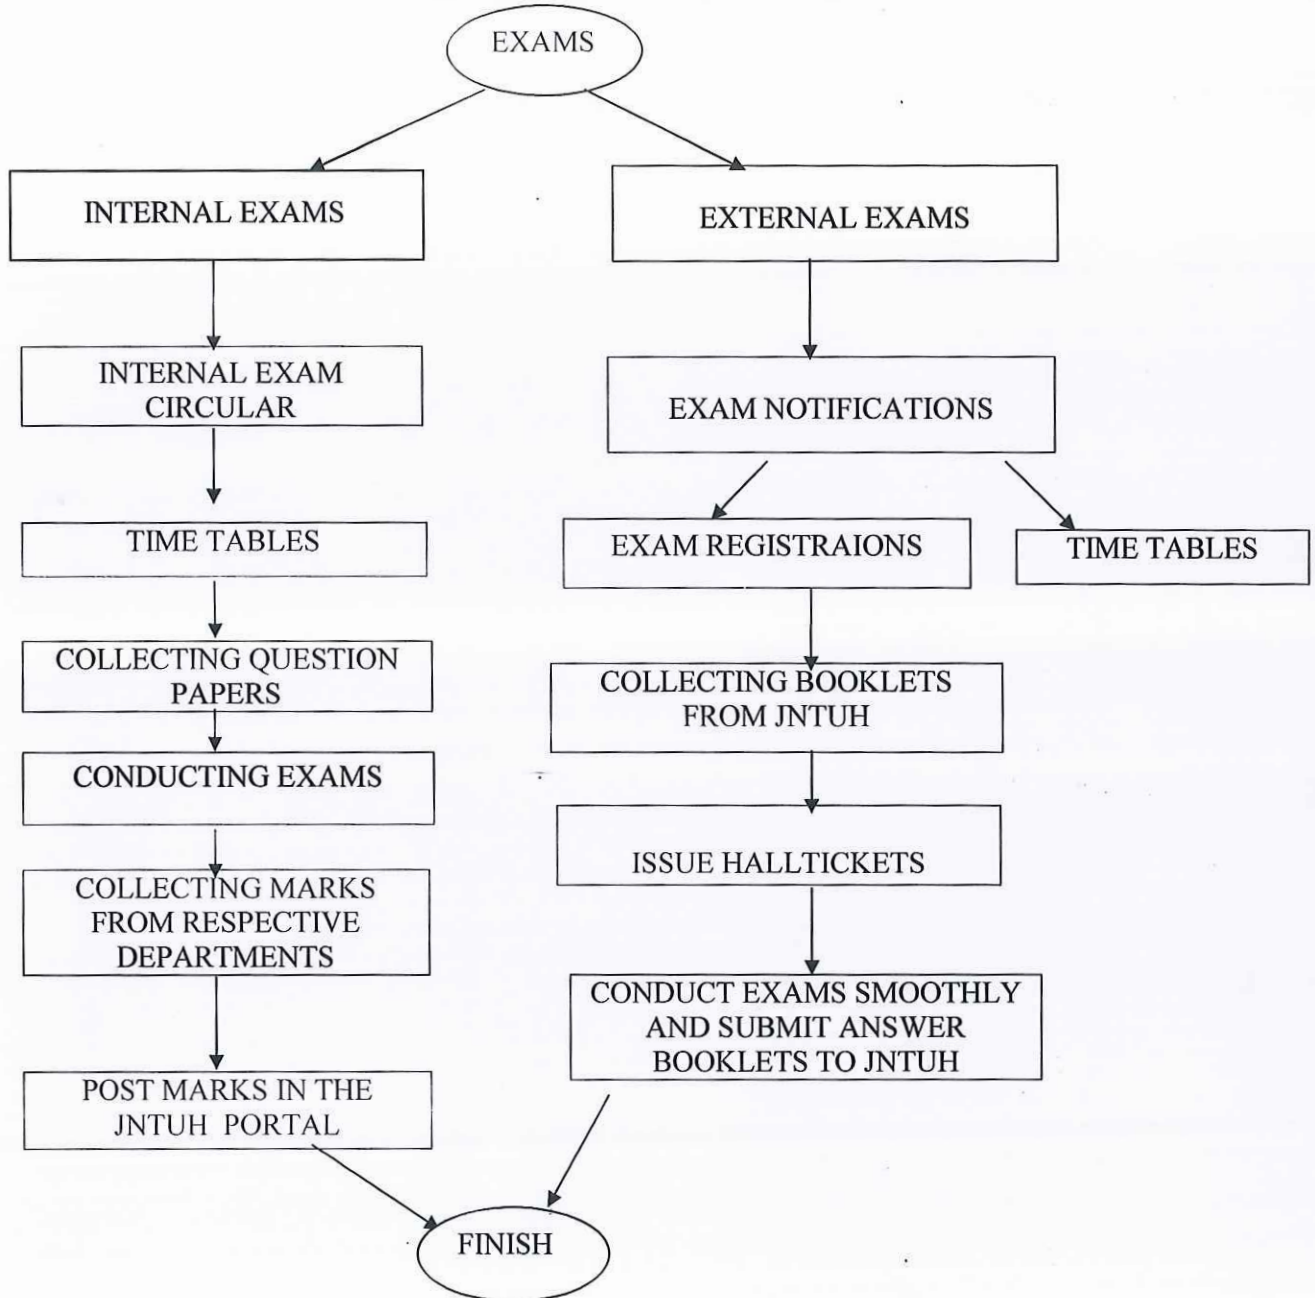 EXAMS
INTERNAL EXAMS
EXTERNAL EXAMS
INTERNAL EXAM
CIRCULAR
EXAM NOTIFICATIONS
TIME TABLES
EXAM REGISTRAIONS
TIME TABLES
COLLECTING QUESTION
PAPERS
COLLECTING BOOKLETS
FROM JNTUH
CONDUCTING EXAMS
ISSUE HALLTICKETS
COLLECTING MARKS
FROM RESPECTIVE
DEPARTMENTS
CONDUCT EXAMS SMOOTHLY
AND SUBMIT ANSWER
BOOKLETS TO JNTUH
POST MARKS IN THE
JNTUH PORTAL
FINISH